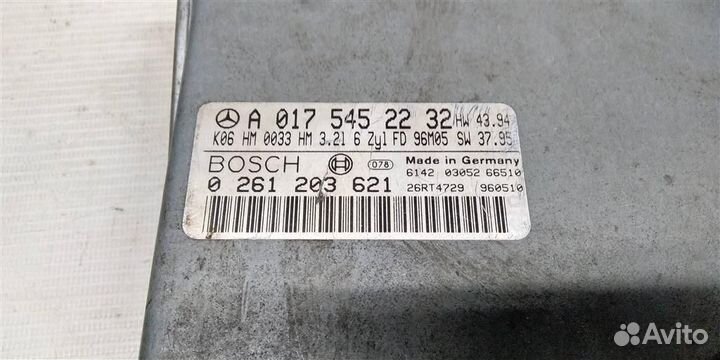 A 017 545 22 32 HW 43.94
K06 HM 0033 HM 3.2l 6 Zyl FD 96M05 SW 37.95
BOSCH 078 Made in Germany
6142 03052 66510
0 261 203 621 26RT4729 960510
Avito